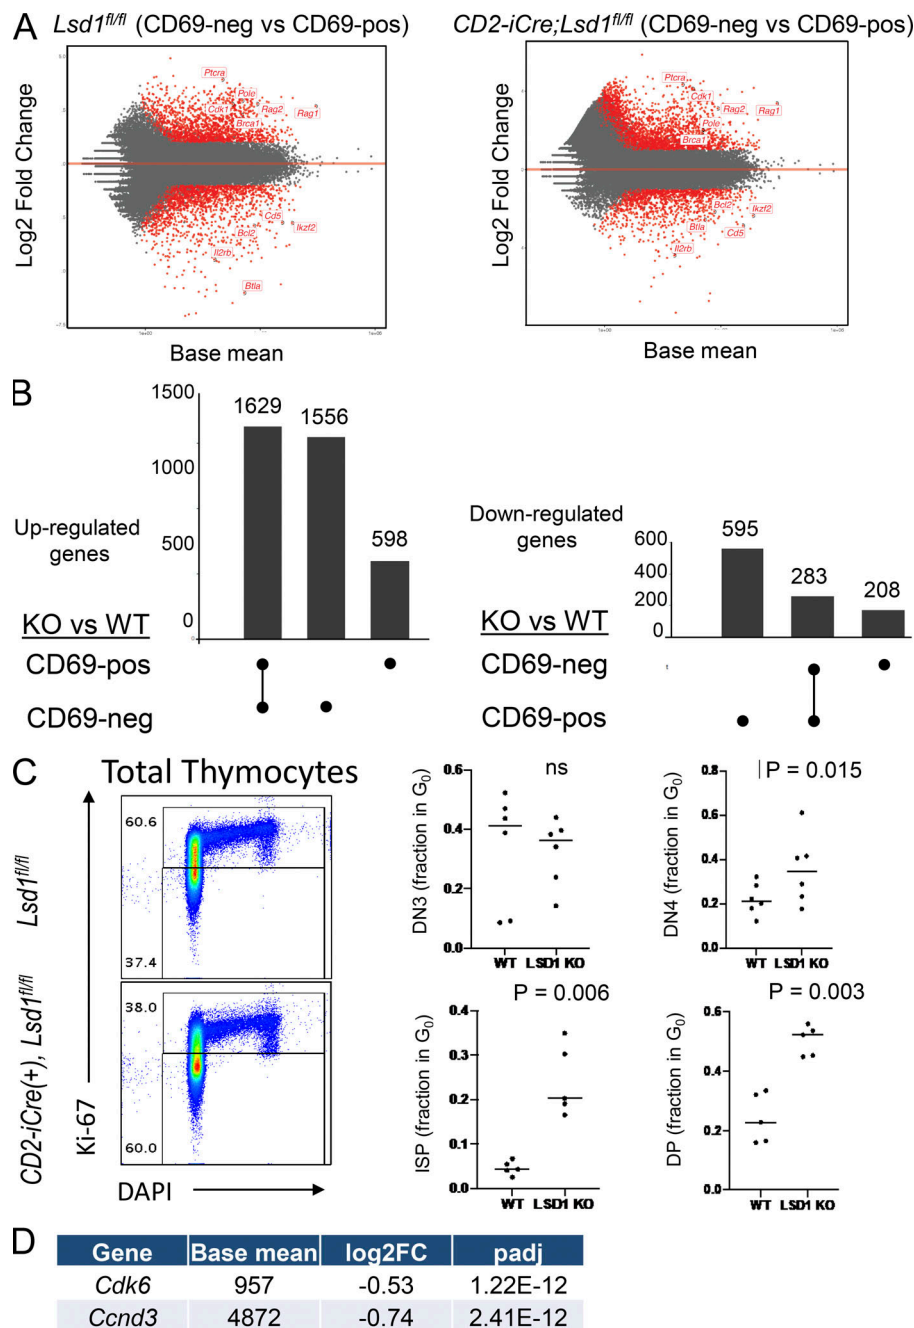 A
Lsd1fl/fl (CD69-neg vs CD69-pos)
CD2-iCre;Lsd1fl/fl (CD69-neg vs CD69-pos)
Log2 Fold Change
Ptcra
Pole
Cdk1
Rag2
Rag1
Brca1
Cd5
Ikzf2
Bcl2
Il2rb
Btla
Base mean
Log2 Fold Change
Ptcra
Cdk1
Rag2
Rag1
Pole
Brca1
Bcl2
Ikzf2
Btla
Cd5
Il2rb
Base mean
B
1500
1000
500
0
1629
1556
598
Up-regulated
genes
KO vs WT
CD69-pos
CD69-neg
Down-regulated
genes
600
400
200
0
595
283
208
KO vs WT
CD69-neg
CD69-pos
C
Total Thymocytes
Lsd1fl/fl
60.6
37.4
CD2-iCre(+), Lsd1fl/fl
38.0
60.0
Ki-67
DAPI
DN3 (fraction in G0)
0.6
0.4
0.2
0.0
ns
WT LSD1 KO
DN4 (fraction in G0)
0.8
0.6
0.4
0.2
0.0
P = 0.015
WT LSD1 KO
ISP (fraction in G0)
0.4
0.3
0.2
0.1
0.0
P = 0.006
WT LSD1 KO
DP (fraction in G0)
0.6
0.4
0.2
0.0
P = 0.003
WT LSD1 KO
D
Gene Base mean log2FC padj
Cdk6 957 -0.53 1.22E-12
Ccnd3 4872 -0.74 2.41E-12